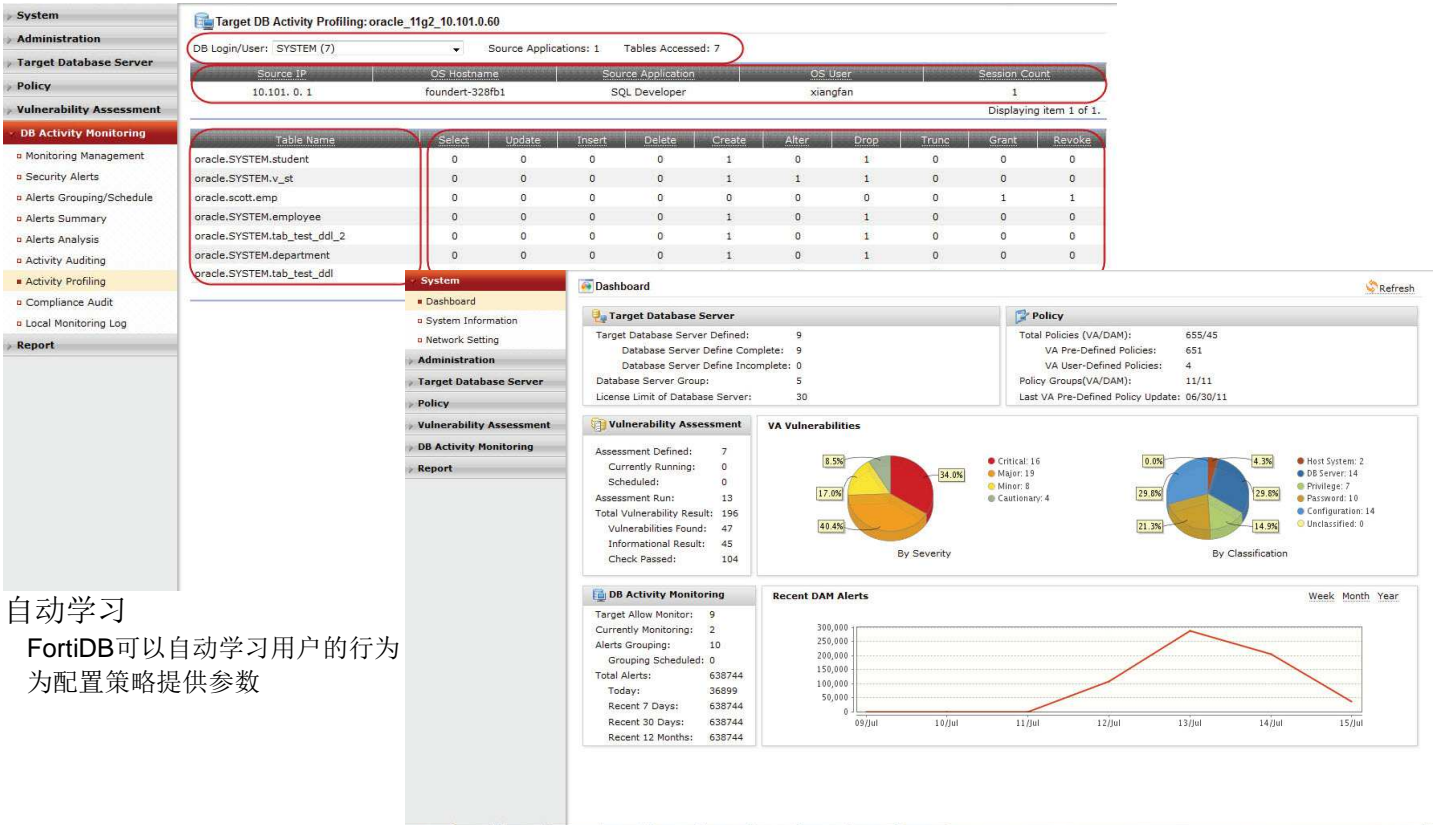 System
Administration
Target Database Server
Policy
Vulnerability Assessment
DB Activity Monitoring
Monitoring Management
Security Alerts
Alerts Grouping/Schedule
Alerts Summary
Alerts Analysis
Activity Auditing
Activity Profiling
Compliance Audit
Local Monitoring Log
Report
Target DB Activity Profiling: oracle_11g2_10.101.0.60
DB Login/User: SYSTEM (7) Source Applications: 1 Tables Accessed: 7
Source IP OS Hostname Source Application OS User Session Count
10.101. 0. 1 foundert-328fb1 SQL Developer xiangfan 1
Displaying item 1 of 1.
Table Name Select Update Insert Delete Create Alter Drop Trunc Grant Revoke
oracle.SYSTEM.student 0 0 0 0 1 0 1 0 0 0
oracle.SYSTEM.v_st 0 0 0 0 1 1 1 0 0 0
oracle.scott.emp 0 0 0 0 0 0 0 0 1 1
oracle.SYSTEM.employee 0 0 0 0 1 0 1 0 0 0
oracle.SYSTEM.tab_test_ddl_2 0 0 0 0 1 0 1 0 0 0
oracle.SYSTEM.department 0 0 0 0 1 0 1 0 0 0
oracle.SYSTEM.tab_test_ddl
System
Dashboard
System Information
Network Setting
Administration
Target Database Server
Policy
Vulnerability Assessment
DB Activity Monitoring
Report
Dashboard
Refresh
Target Database Server
Target Database Server Defined: 9
Database Server Define Complete: 9
Database Server Define Incomplete: 0
Database Server Group: 5
License Limit of Database Server: 30
Policy
Total Policies (VA/DAM): 655/45
VA Pre-Defined Policies: 651
VA User-Defined Policies: 4
Policy Groups(VA/DAM): 11/11
Last VA Pre-Defined Policy Update: 06/30/11
Vulnerability Assessment
Assessment Defined: 7
Currently Running: 0
Scheduled: 0
Assessment Run: 13
Total Vulnerability Result: 196
Vulnerabilities Found: 47
Informational Result: 45
Check Passed: 104
VA Vulnerabilities
8.5%
34.0%
17.0%
40.4%
Critical: 16
Major: 19
Minor: 8
Cautionary: 4
By Severity
0.0%
4.3%
29.8%
29.8%
21.3%
14.9%
Host System: 2
DB Server: 14
Privilege: 7
Password: 10
Configuration: 14
Unclassified: 0
By Classification
DB Activity Monitoring
Target Allow Monitor: 9
Currently Monitoring: 2
Alerts Grouping: 10
Grouping Scheduled: 0
Total Alerts: 638744
Today: 36899
Recent 7 Days: 638744
Recent 30 Days: 638744
Recent 12 Months: 638744
Recent DAM Alerts
Week Month Year
300,000
250,000
200,000
150,000
100,000
50,000
0
09/Jul 10/Jul 11/Jul 12/Jul 13/Jul 14/Jul 15/Jul
自动学习
FortiDB可以自动学习用户的行为
为配置策略提供参数